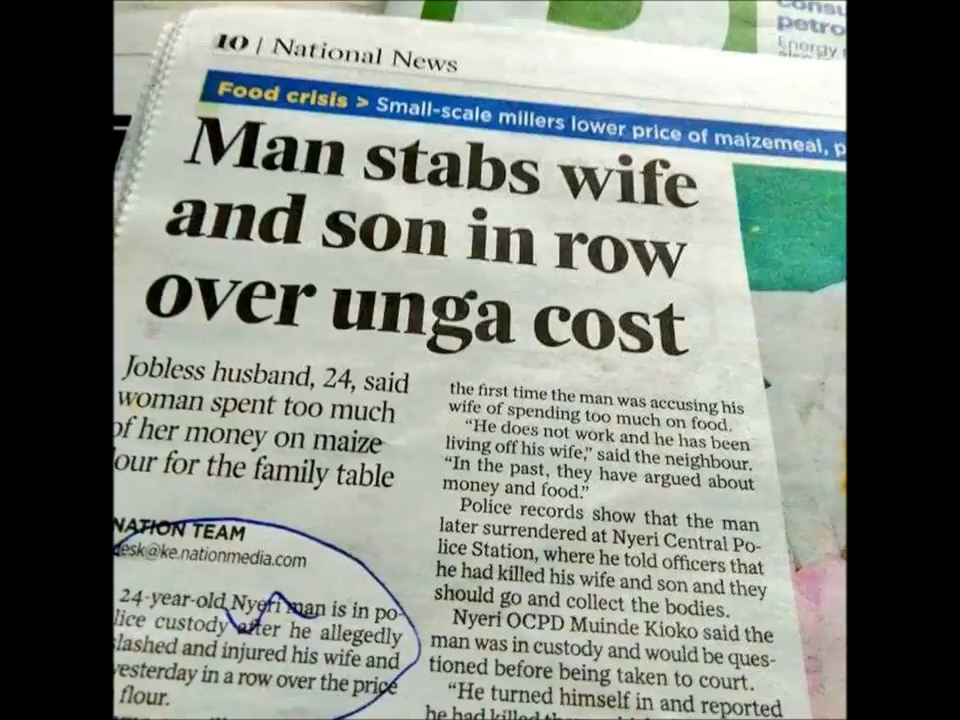 10 | National News
Consu
petro
Energy
Food crisis > Small-scale millers lower price of maizemeal, p
Man stabs wife
and son in row
over unga cost
Jobless husband, 24, said
woman spent too much
of her money on maize
our for the family table
NATION TEAM
esk@ke.nationmedia.com
24-year-old Nyeri man is in po-
lice custody after he allegedly
slashed and injured his wife and
yesterday in a row over the price
flour.
the first time the man was accusing his
wife of spending too much on food.
“He does not work and he has been
living off his wife,” said the neighbour.
“In the past, they have argued about
money and food.”
Police records show that the man
later surrendered at Nyeri Central Po-
lice Station, where he told officers that
he had killed his wife and son and they
should go and collect the bodies.
Nyeri OCPD Muinde Kioko said the
man was in custody and would be ques-
tioned before being taken to court.
“He turned himself in and reported
he had killed